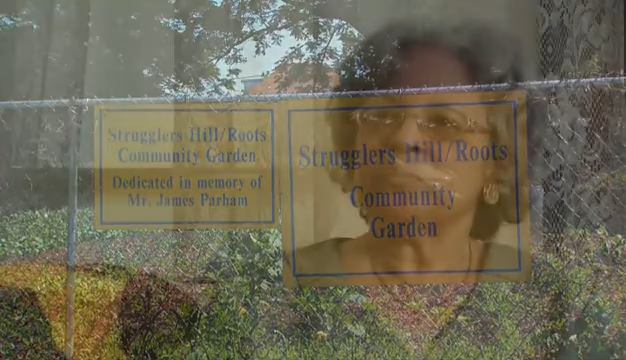 Strugglers Hill/Roots
Community Garden
Dedicated in memory of
Mr. James Parham
Strugglers Hill/Roots
Community
Garden